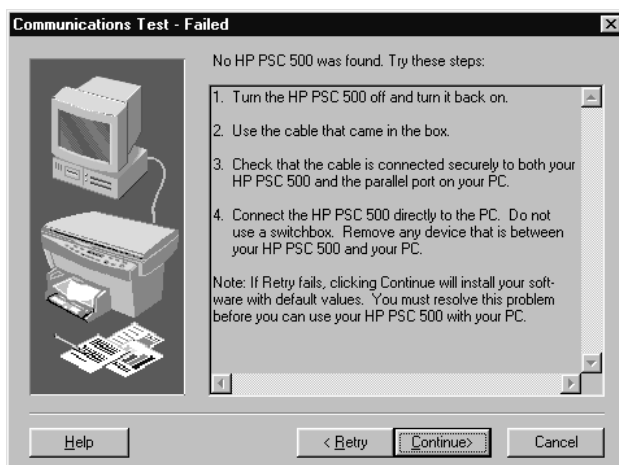 Communications Test - Failed
No HP PSC 500 was found. Try these steps:
1. Turn the HP PSC 500 off and turn it back on.
2. Use the cable that came in the box.
3. Check that the cable is connected securely to both your
HP PSC 500 and the parallel port on your PC.
4. Connect the HP PSC 500 directly to the PC. Do not
use a switchbox. Remove any device that is between
your HP PSC 500 and your PC.
Note: If Retry fails, clicking Continue will install your soft-
ware with default values. You must resolve this problem
before you can use your HP PSC 500 with your PC.
Help
< Retry
Continue>
Cancel